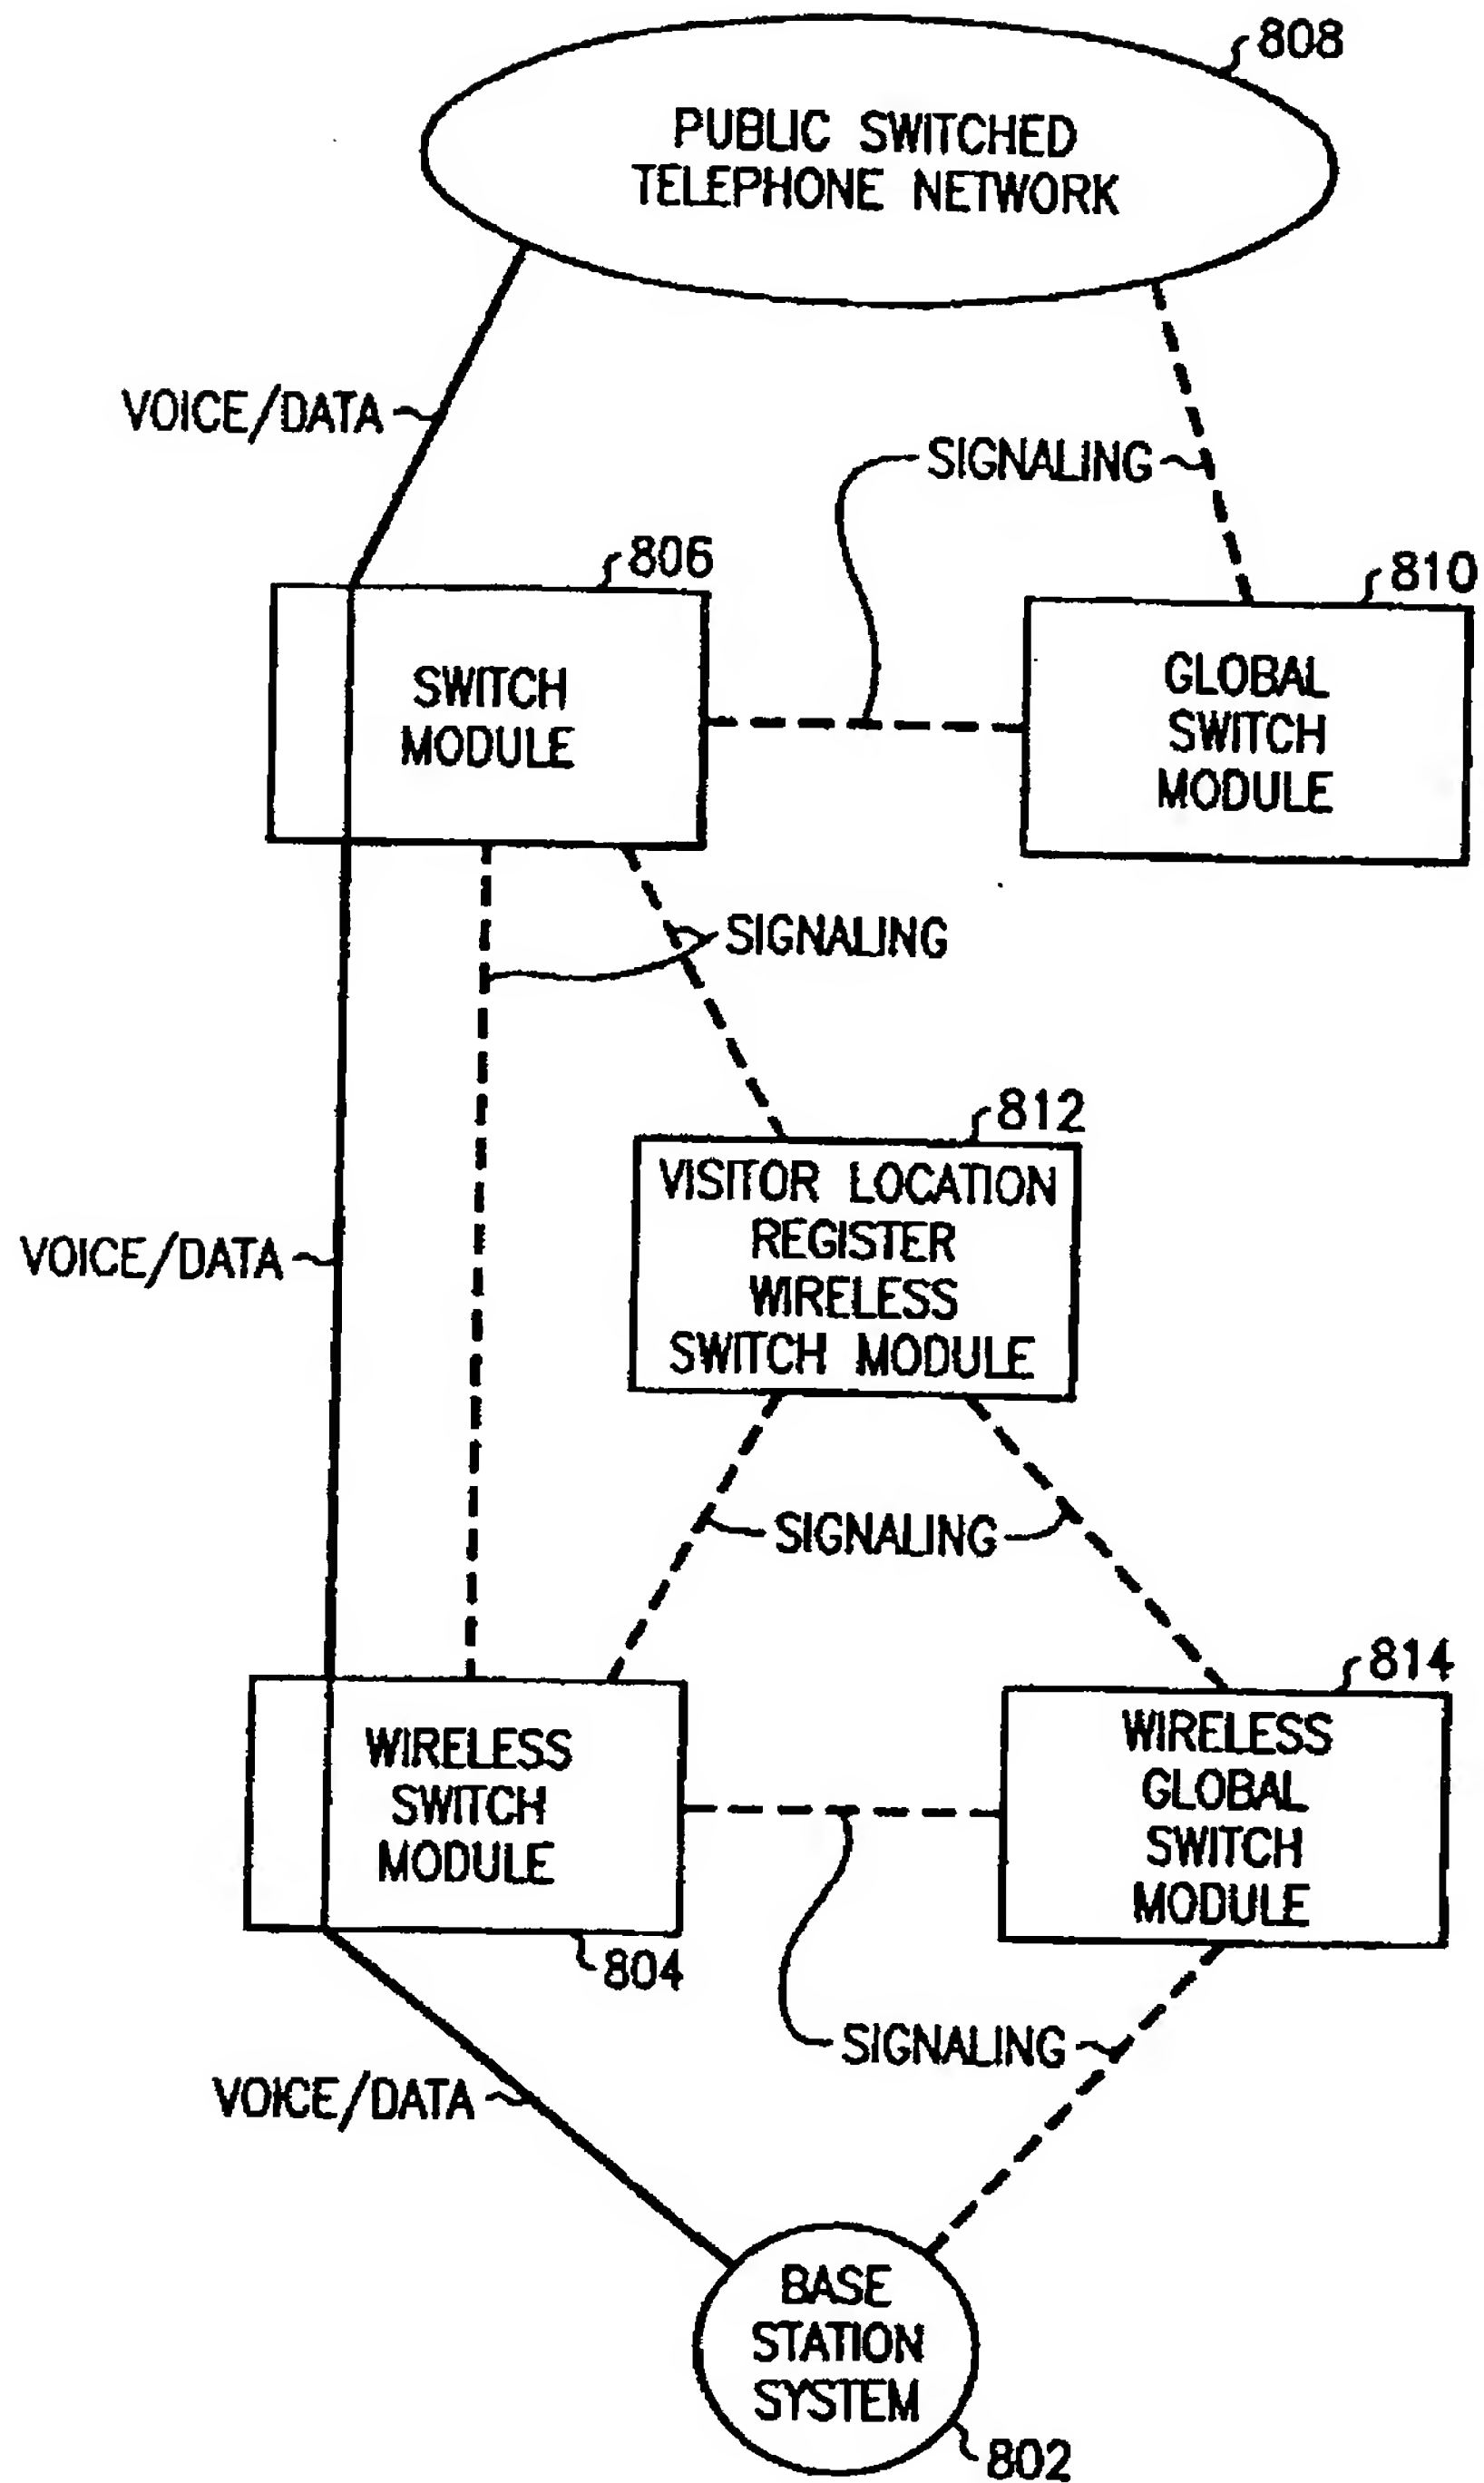 808
PUBLIC SWITCHED
TELEPHONE NETWORK
VOICE/DATA
SIGNALING
806
810
SWITCH
MODULE
GLOBAL
SWITCH
MODULE
SIGNALING
812
VISITOR LOCATION
REGISTER
WIRELESS
SWITCH MODULE
VOICE/DATA
SIGNALING
814
WIRELESS
SWITCH
MODULE
WIRELESS
GLOBAL
SWITCH
MODULE
804
SIGNALING
VOICE/DATA
BASE
STATION
SYSTEM
802